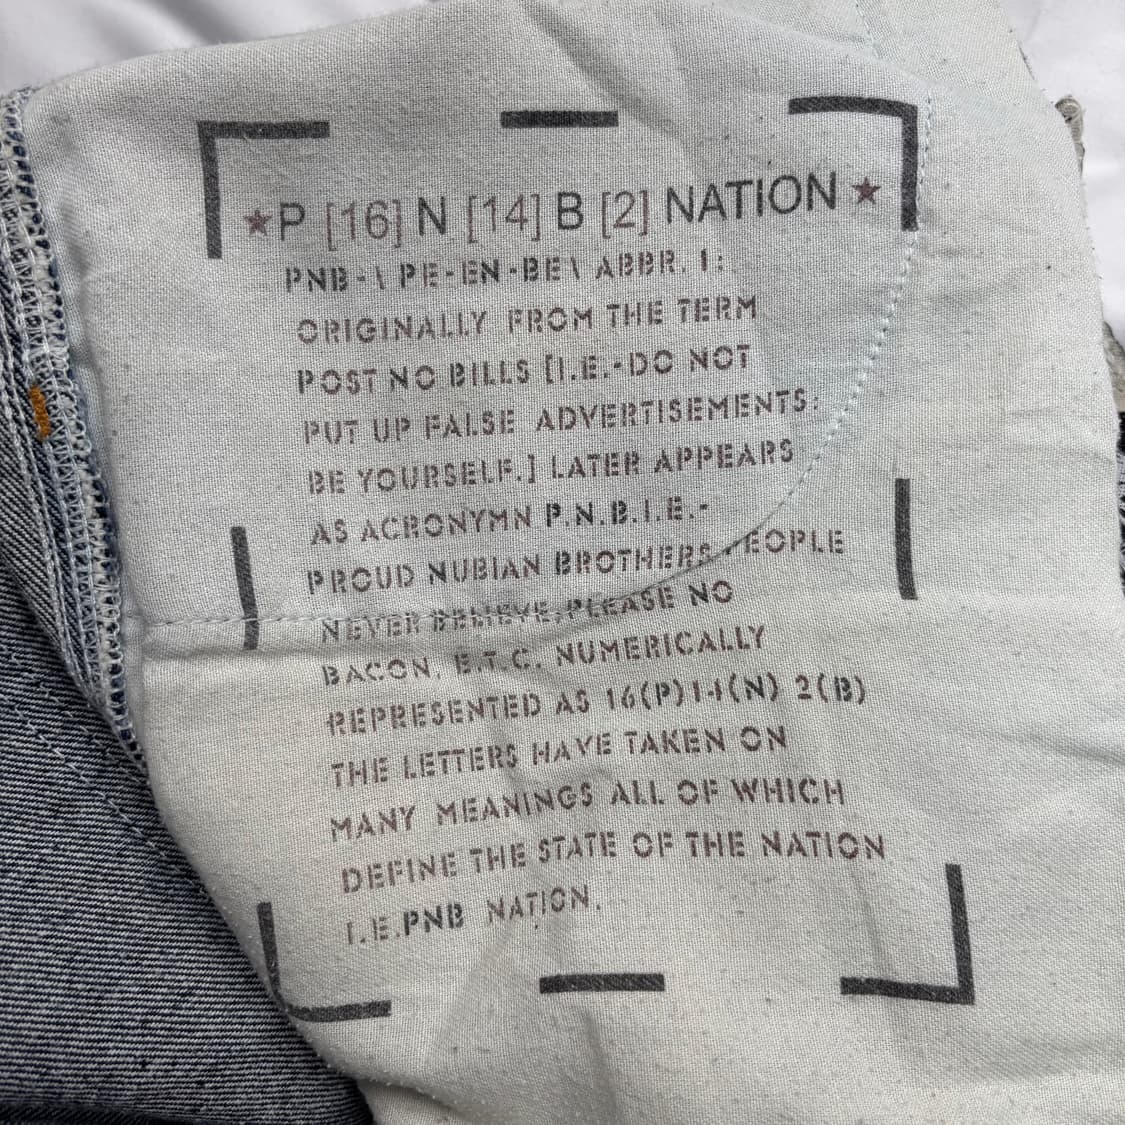 ★P [16] N [14] B [2] NATION ★
PNB - \ PE - EN - BE \ ABBR. 1:
ORIGINALLY FROM THE TERM
POST NO BILLS [I.E.-DO NOT
PUT UP FALSE ADVERTISEMENTS:
BE YOURSELF.] LATER APPEARS
AS ACRONYMN P.N.B.I.E.-
PROUD NUBIAN BROTHERS, EOPLE
NEVER BELIEVE, PLEASE NO
BACON, E.T.C. NUMERICALLY
REPRESENTED AS 16(P)14(N) 2(B)
THE LETTERS HAVE TAKEN ON
MANY MEANINGS ALL OF WHICH
DEFINE THE STATE OF THE NATION
I.E.PNB NATION.